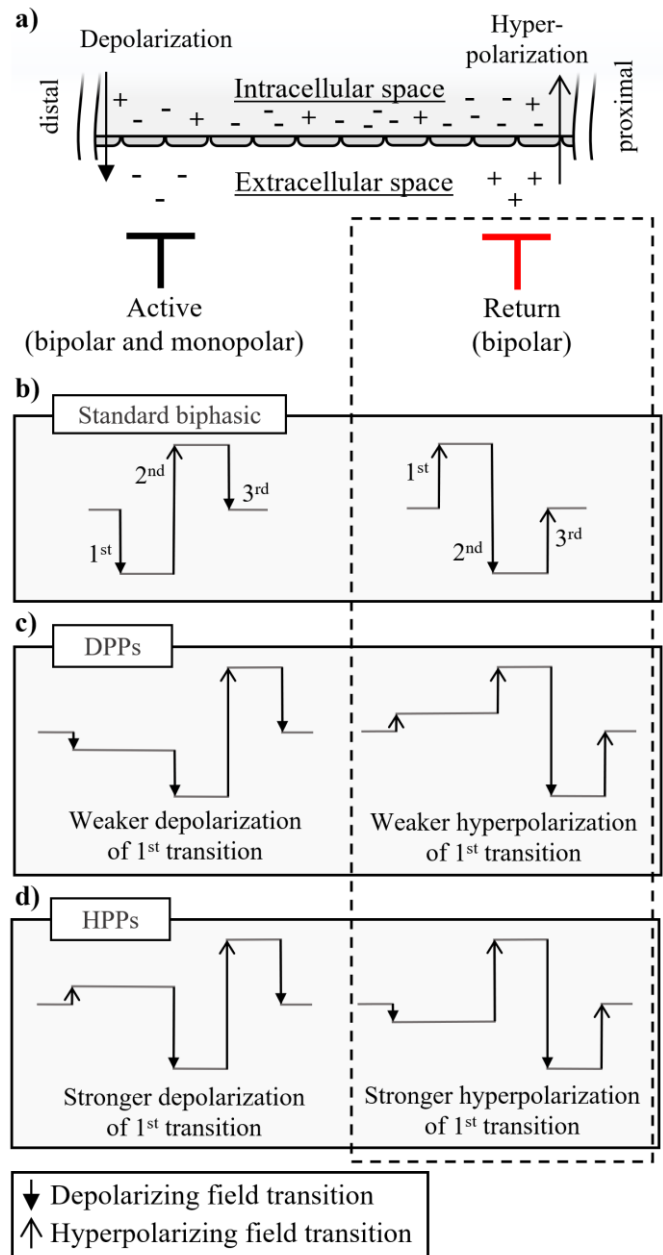 a)
Depolarization
Hyper-
polarization
distal
proximal
Intracellular space
+ - - + - - - - - - - + - - - - - + -
Extracellular space
- - -
+ + +
Active
(bipolar and monopolar)
Return
(bipolar)
b)
Standard biphasic
1st
2nd
3rd
1st
2nd
3rd
c)
DPPs
Weaker depolarization
of 1st transition
Weaker hyperpolarization
of 1st transition
d)
HPPs
Stronger depolarization
of 1st transition
Stronger hyperpolarization
of 1st transition
Depolarizing field transition
Hyperpolarizing field transition